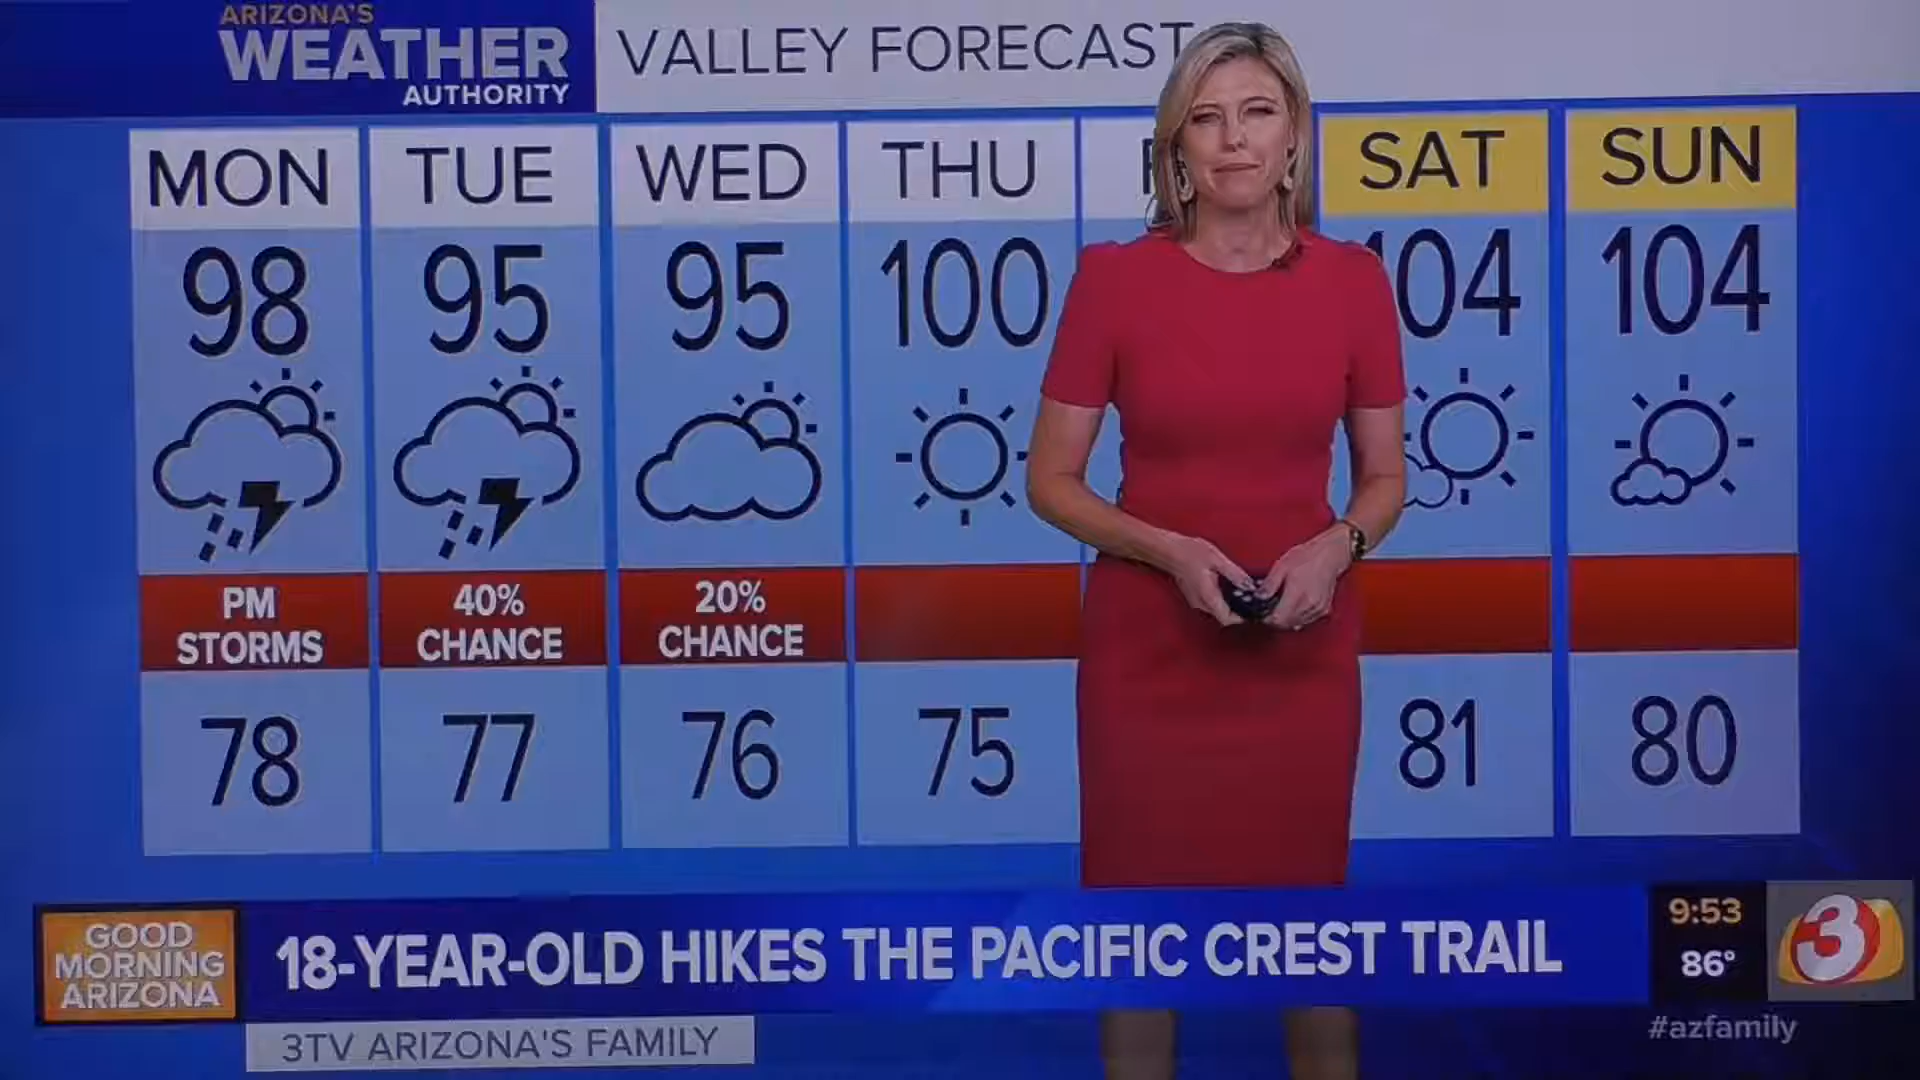 ARIZONA'S
WEATHER
AUTHORITY
VALLEY FORECAST
MON TUE WED THU SAT SUN
98 95 95 100 104 104
PM
STORMS
40%
CHANCE
20%
CHANCE
78 77 76 75 81 80
GOOD
MORNING
ARIZONA
18-YEAR-OLD HIKES THE PACIFIC CREST TRAIL
9:53
86°
3
3TV ARIZONA'S FAMILY
#azfamily